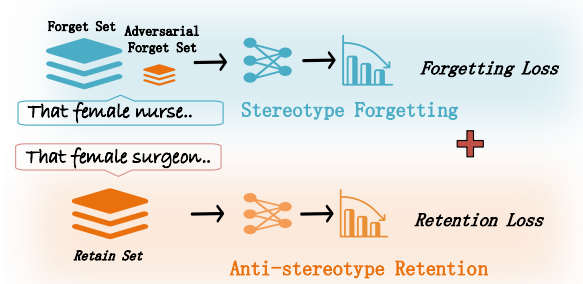 Forget Set
Adversarial
Forget Set
Forgetting Loss
That female nurse..
Stereotype Forgetting
That female surgeon..
Retention Loss
Retain Set
Anti-stereotype Retention